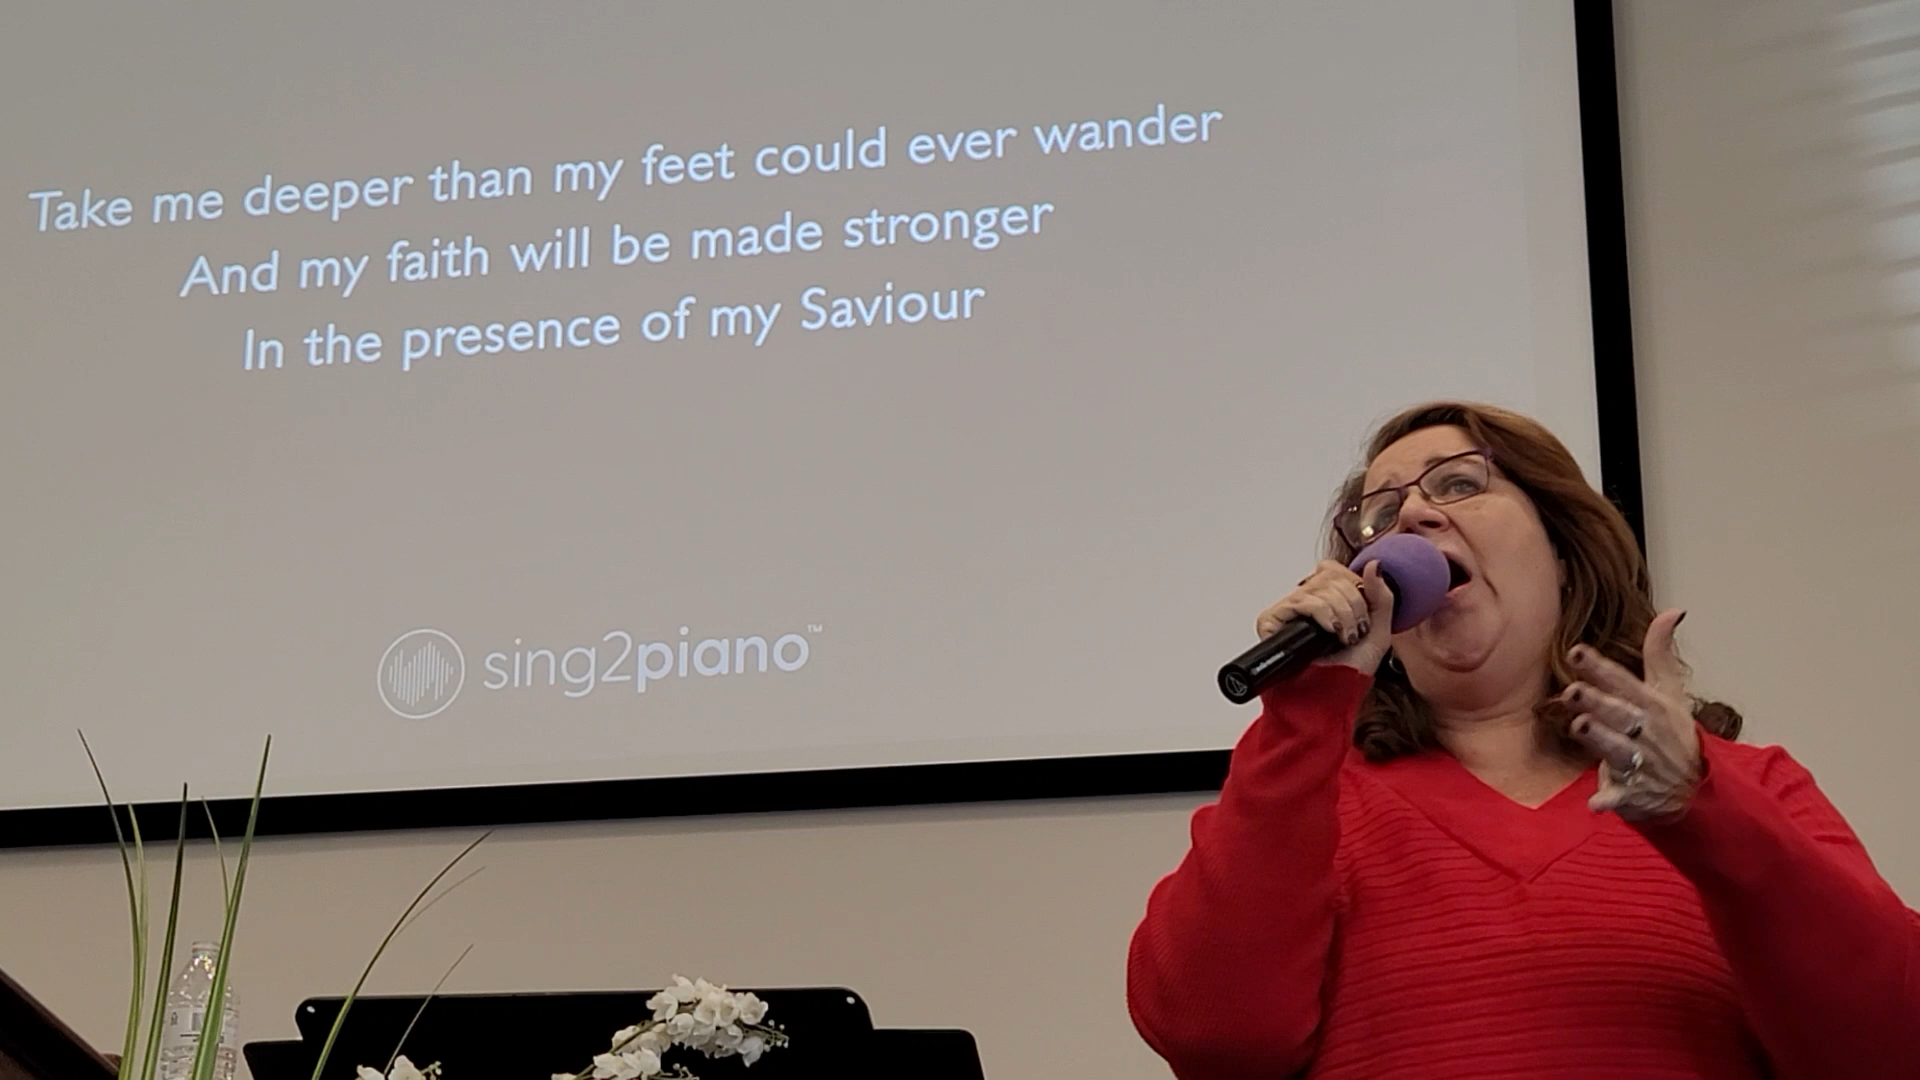 Take me deeper than my feet could ever wander
And my faith will be made stronger
In the presence of my Saviour
sing2piano™